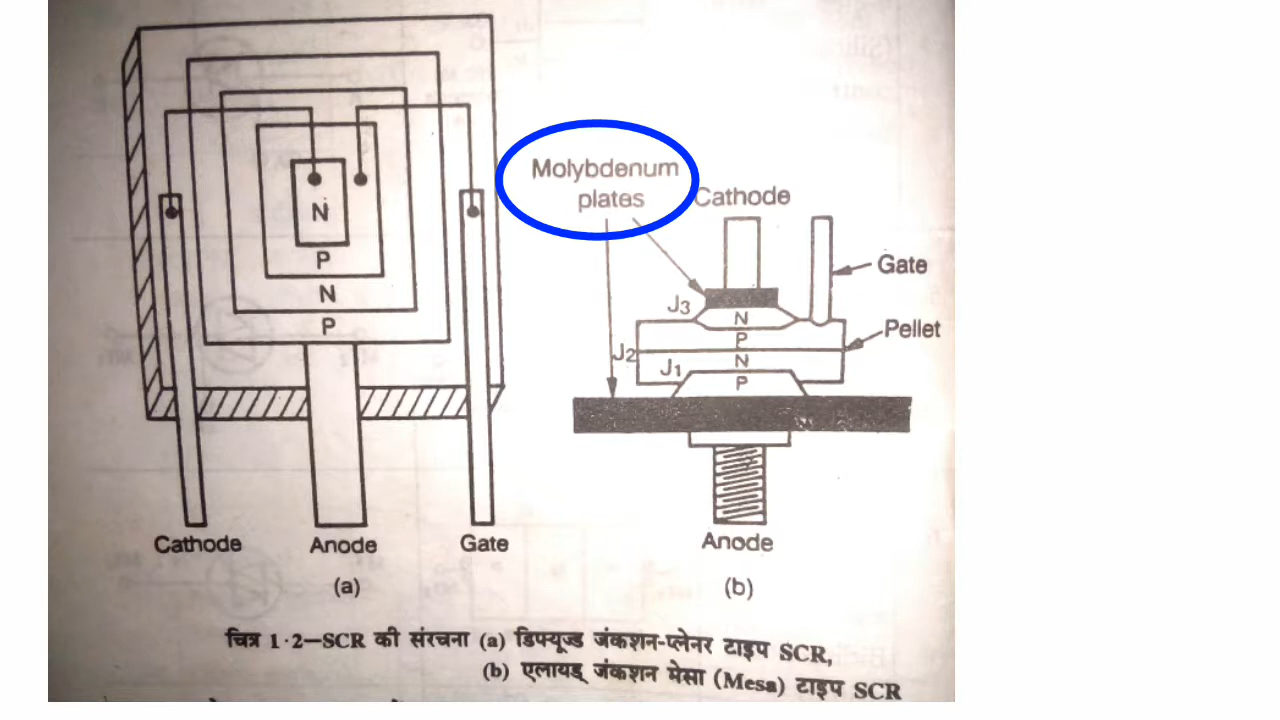 N
P
N
P
Cathode
Anode
Gate
(a)
Molybdenum
plates
Cathode
Gate
Pellet
J3
N
P
J2
N
J1
P
Anode
(b)
चित्र 1·2—SCR की संरचना (a) डिफ्यूज्ड जंकशन-प्लेनर टाइप SCR,
(b) एलायड् जंकशन मेसा (Mesa) टाइप SCR